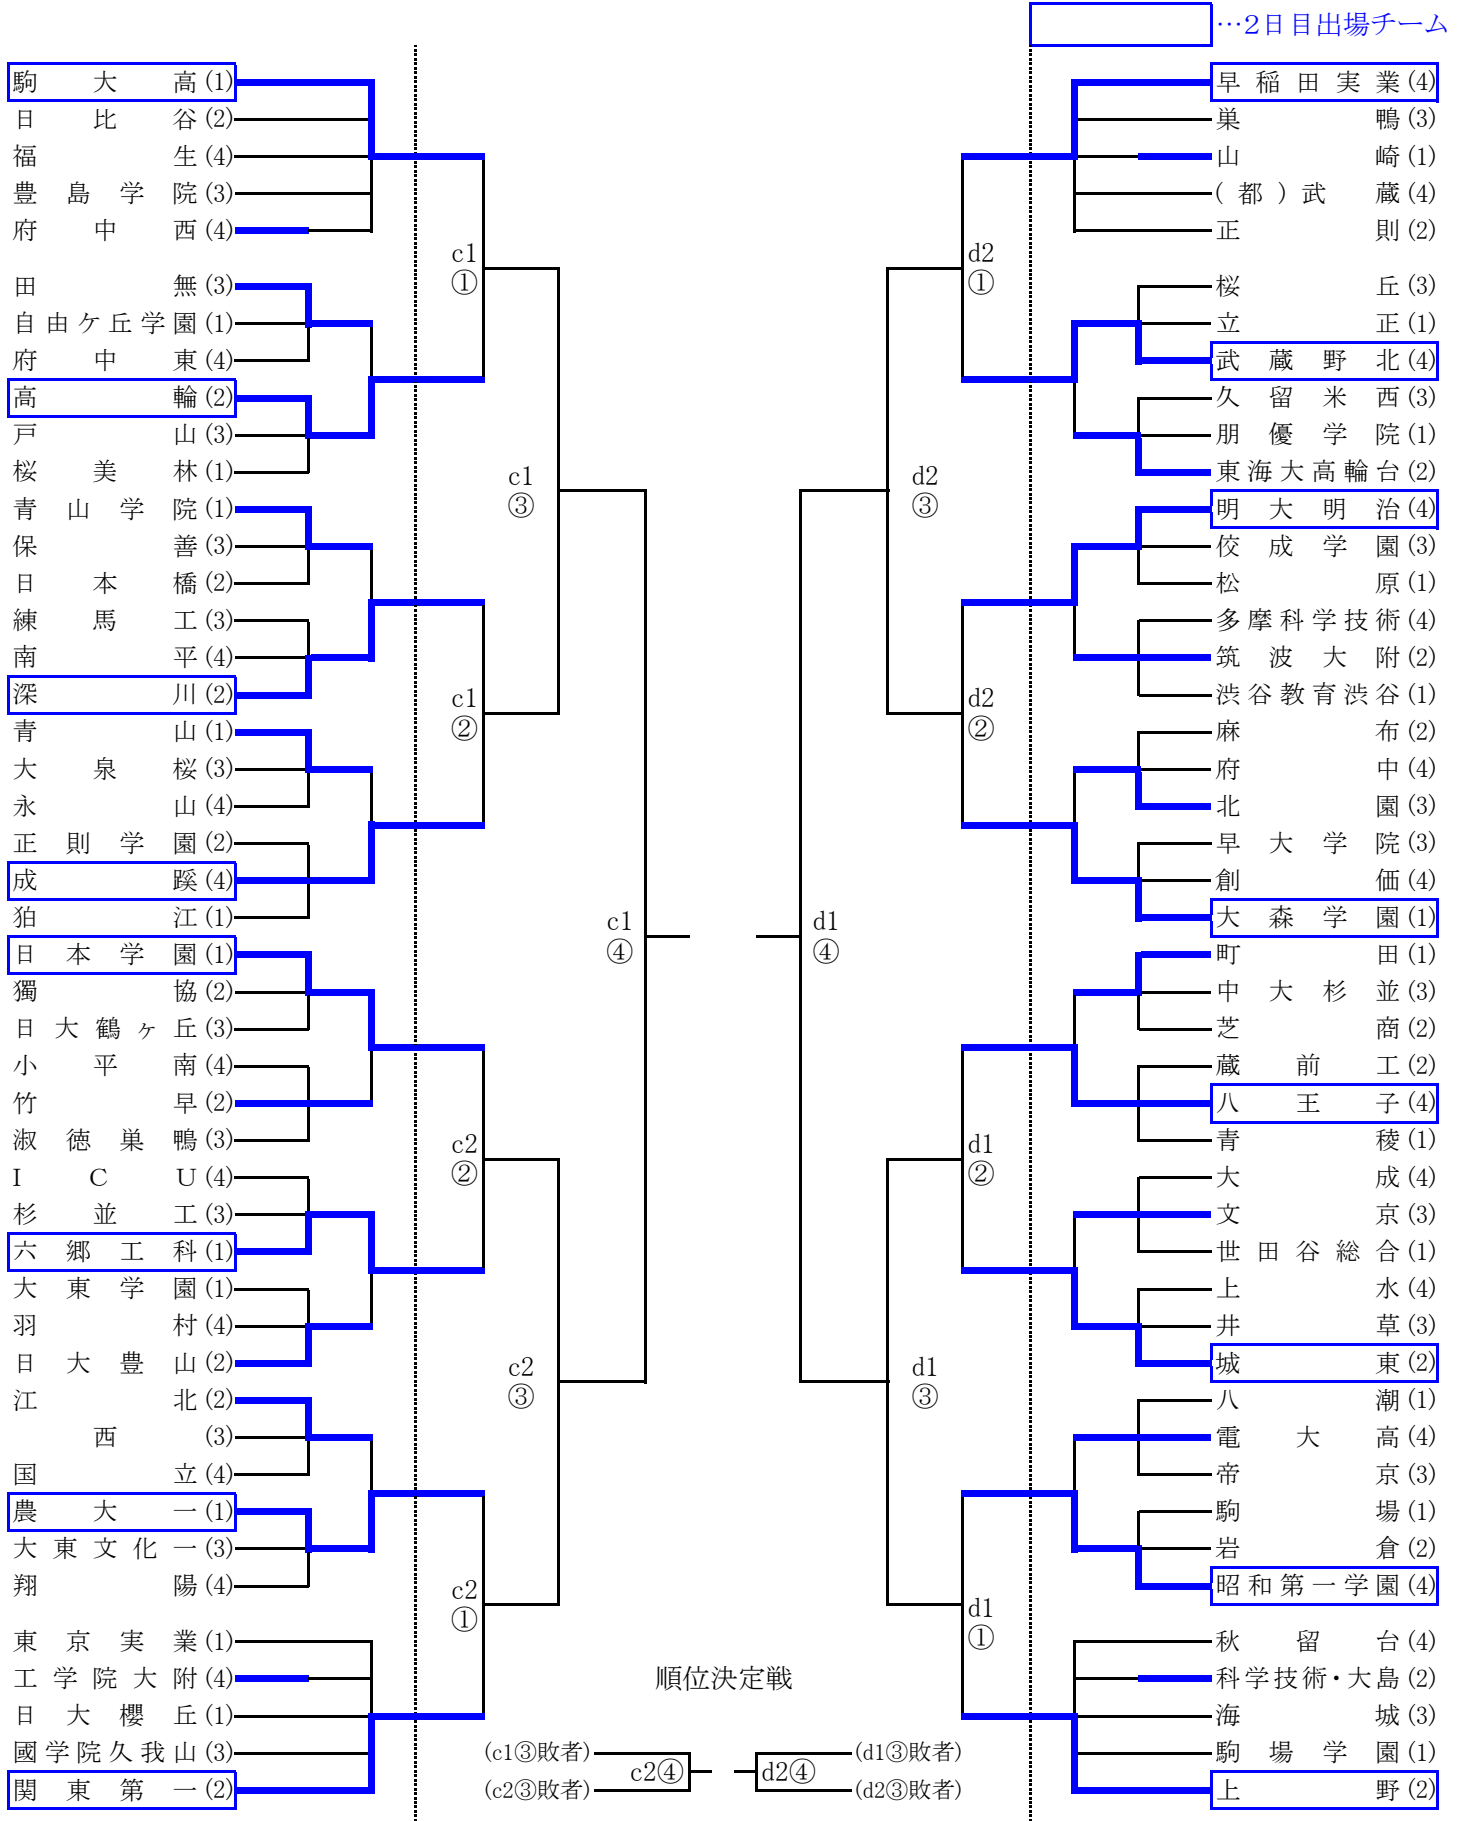 …2日目出場チーム
駒大高(1)
日比谷(2)
福生(4)
豊島学院(3)
府中西(4)
田無(3)
自由ケ丘学園(1)
府中東(4)
高輪(2)
戸山(3)
桜美林(1)
青山学院(1)
保善(3)
日本橋(2)
練馬工(3)
南平(4)
深川(2)
青山(1)
大泉桜(3)
永山(4)
正則学園(2)
成蹊(4)
狛江(1)
日本学園(1)
獨協(2)
日大鶴ヶ丘(3)
小平南(4)
竹早(2)
淑徳巣鴨(3)
ICU(4)
杉並工(3)
六郷工科(1)
大東学園(1)
羽村(4)
日大豊山(2)
江北(2)
西(3)
国立(4)
農大一(1)
大東文化一(3)
翔陽(4)
東京実業(1)
工学院大附(4)
日大櫻丘(1)
國学院久我山(3)
関東第一(2)
c1
①
c1
③
c1
②
c1
④
c2
②
c2
③
c2
①
d2
①
d2
③
d2
②
d1
④
d1
②
d1
③
d1
①
早稲田実業(4)
巣鴨(3)
山崎(1)
(都)武蔵(4)
正則(2)
桜丘(3)
立正(1)
武蔵野北(4)
久留米西(3)
朋優学院(1)
東海大高輪台(2)
明大明治(4)
佼成学園(3)
松原(1)
多摩科学技術(4)
筑波大附(2)
渋谷教育渋谷(1)
麻布(2)
府中(4)
北園(3)
早大学院(3)
創価(4)
大森学園(1)
町田(1)
中大杉並(3)
芝商(2)
蔵前工(2)
八王子(4)
青稜(1)
大成(4)
文京(3)
世田谷総合(1)
上水(4)
井草(3)
城東(2)
八潮(1)
電大高(4)
帝京(3)
駒場(1)
岩倉(2)
昭和第一学園(4)
秋留台(4)
科学技術・大島(2)
海城(3)
駒場学園(1)
上野(2)
順位決定戦
(c1③敗者)
(c2③敗者)
c2④
d2④
(d1③敗者)
(d2③敗者)